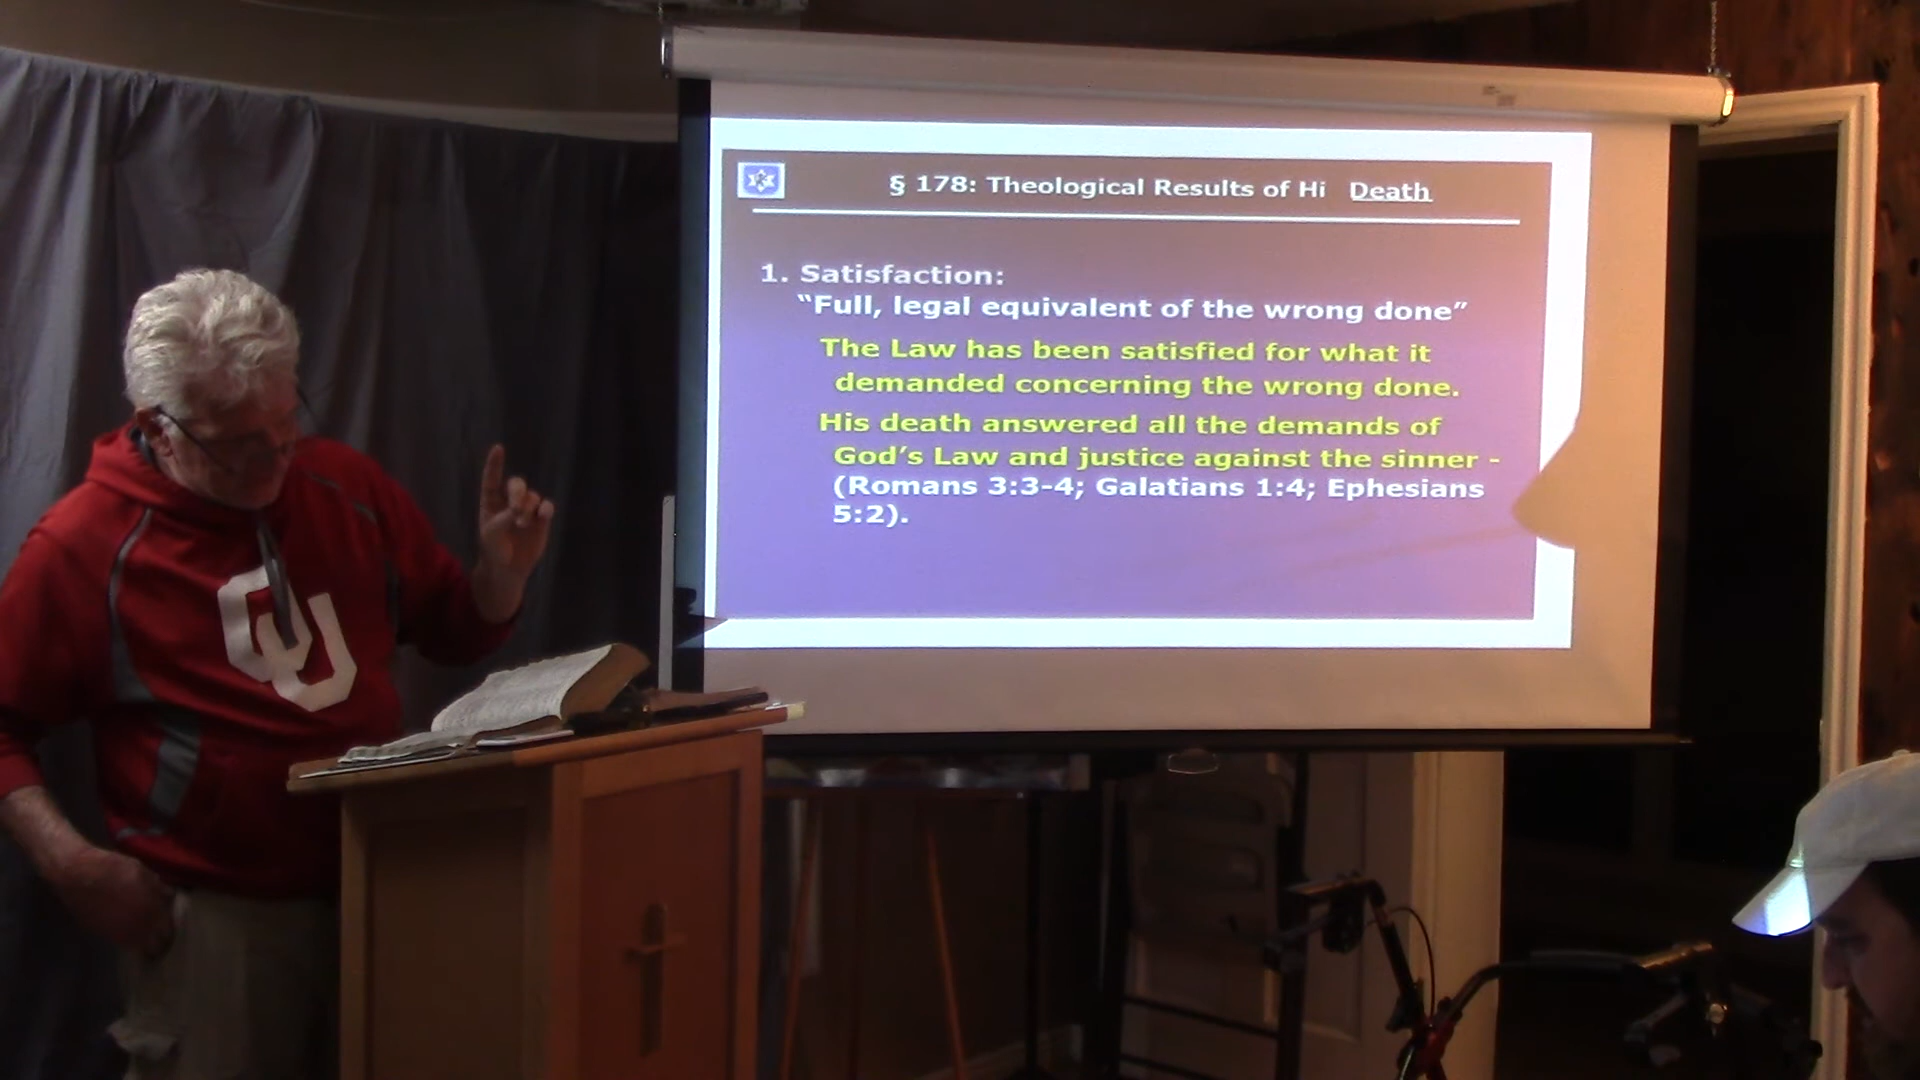 § 178: Theological Results of Hi Death
1. Satisfaction:
“Full, legal equivalent of the wrong done”
The Law has been satisfied for what it
demanded concerning the wrong done.
His death answered all the demands of
God’s Law and justice against the sinner -
(Romans 3:3-4; Galatians 1:4; Ephesians
5:2).
OU